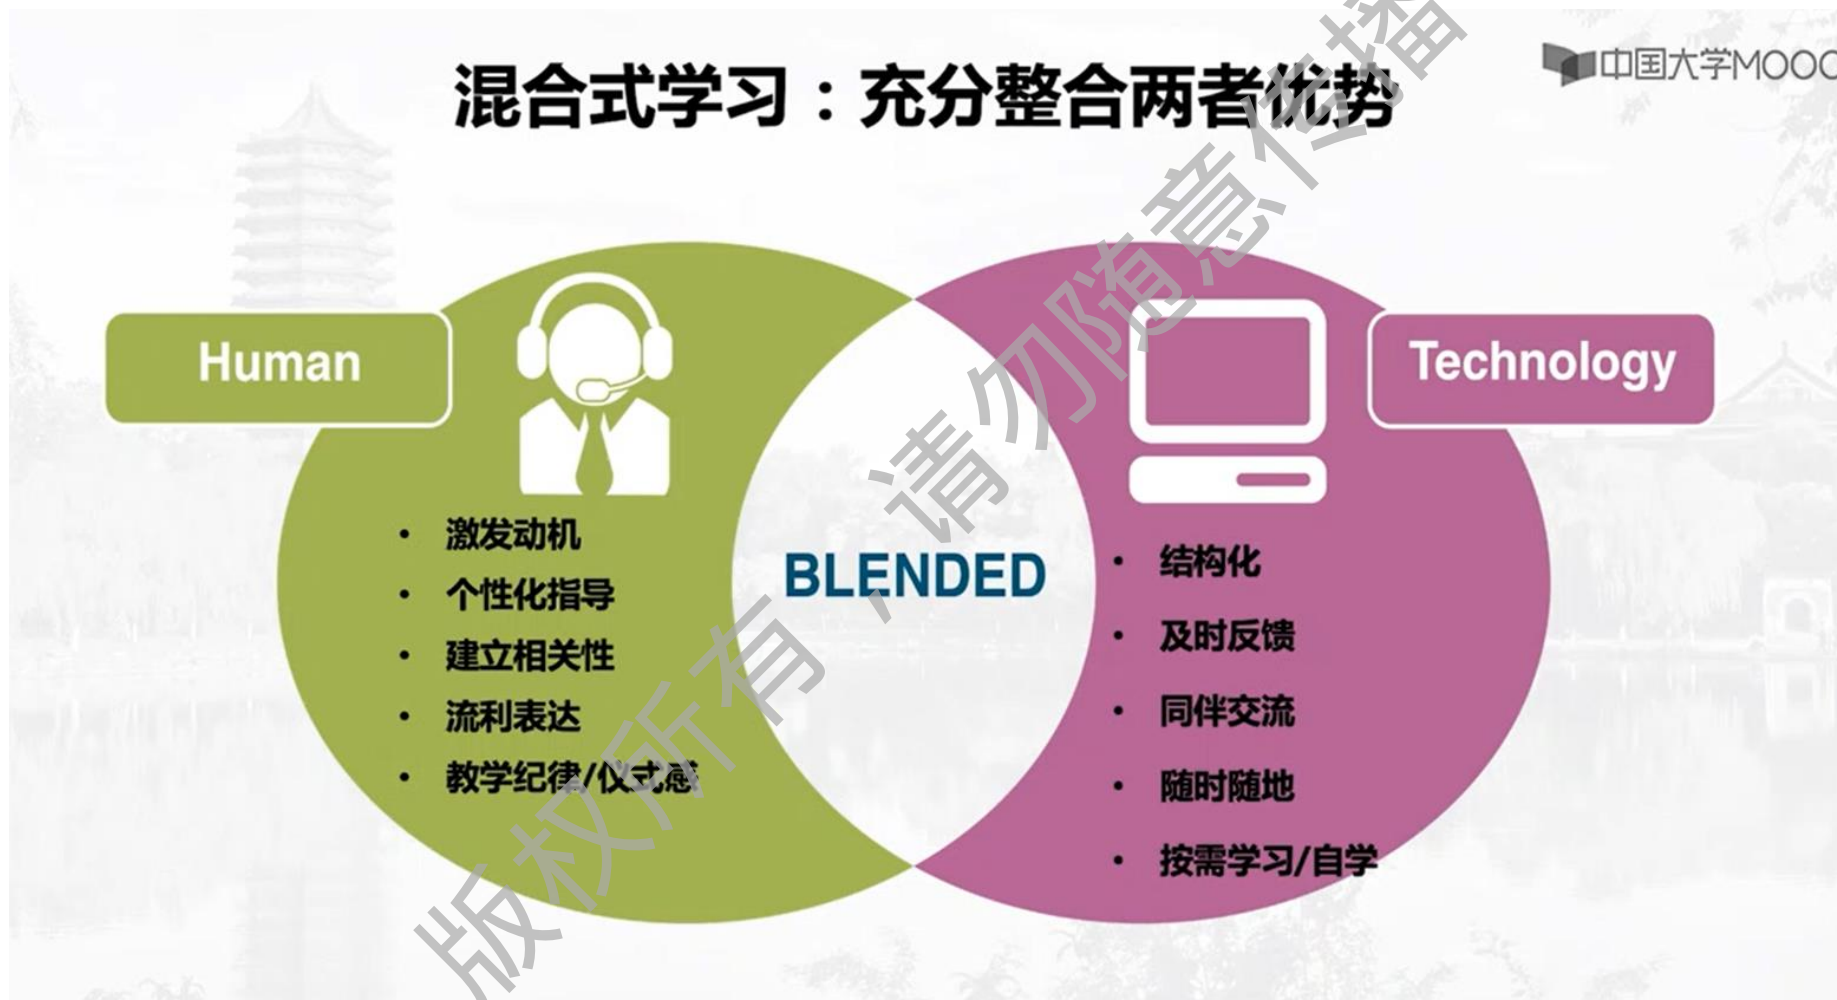 混合式学习：充分整合两者优势
中国大学MOOC
Human
Technology
BLENDED
• 激发动机
• 个性化指导
• 建立相关性
• 流利表达
• 教学纪律/仪式感
• 结构化
• 及时反馈
• 同伴交流
• 随时随地
• 按需学习/自学
版权所有，请勿随意传播